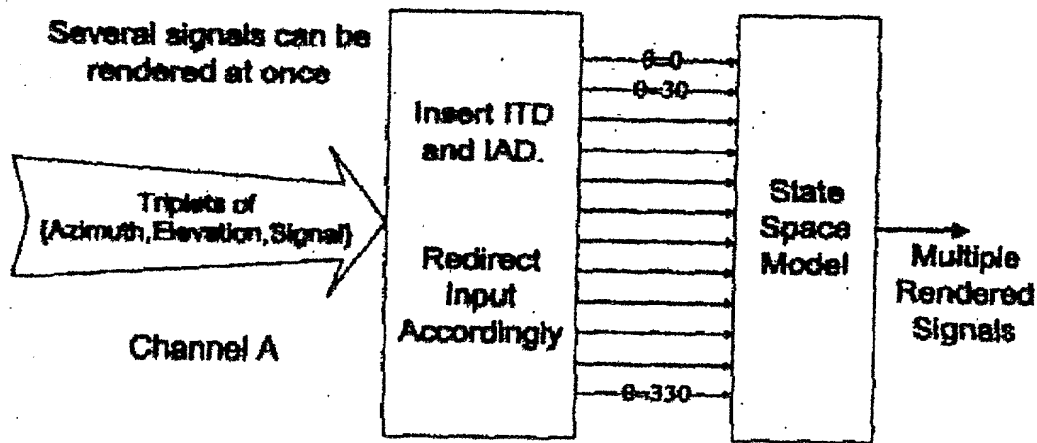 Several signals can be
rendered at once
Triplets of
{Azimuth,Elevation,Signal}
Channel A
Insert ITD
and IAD.
Redirect
Input
Accordingly
θ=0
θ=30
θ=330
State
Space
Model
Multiple
Rendered
Signals